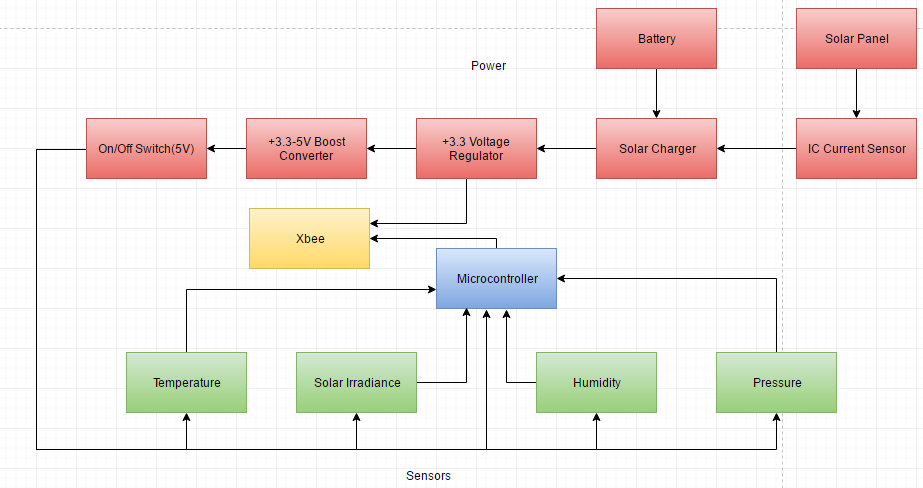 Battery
Solar Panel
Power
On/Off Switch(5V)
+3.3-5V Boost
Converter
+3.3 Voltage
Regulator
Solar Charger
IC Current Sensor
Xbee
Microcontroller
Temperature
Solar Irradiance
Humidity
Pressure
Sensors